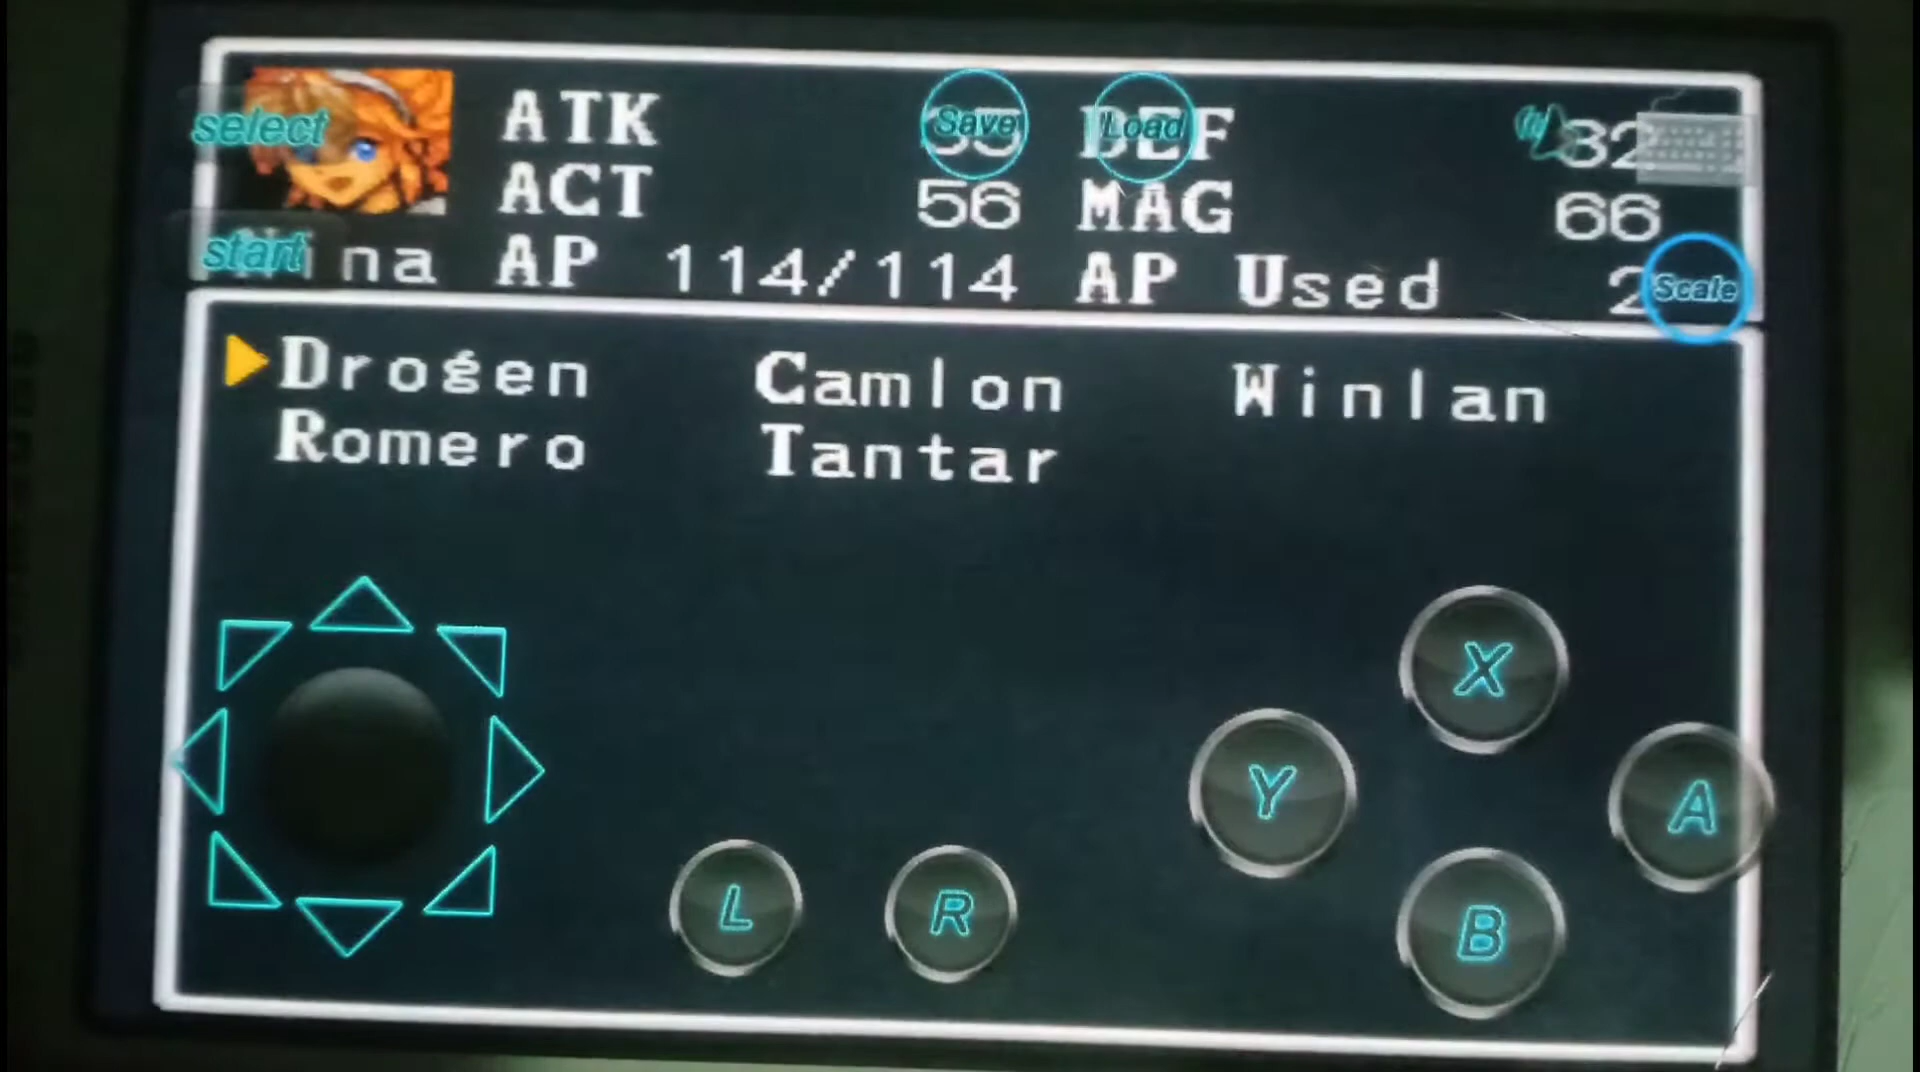 select ATK Save Load
ACT 56 MAG 66
start na AP 114/114 AP Used Scale
Drogen Camlon Winlan
Romero Tantar
X
Y A
L R B